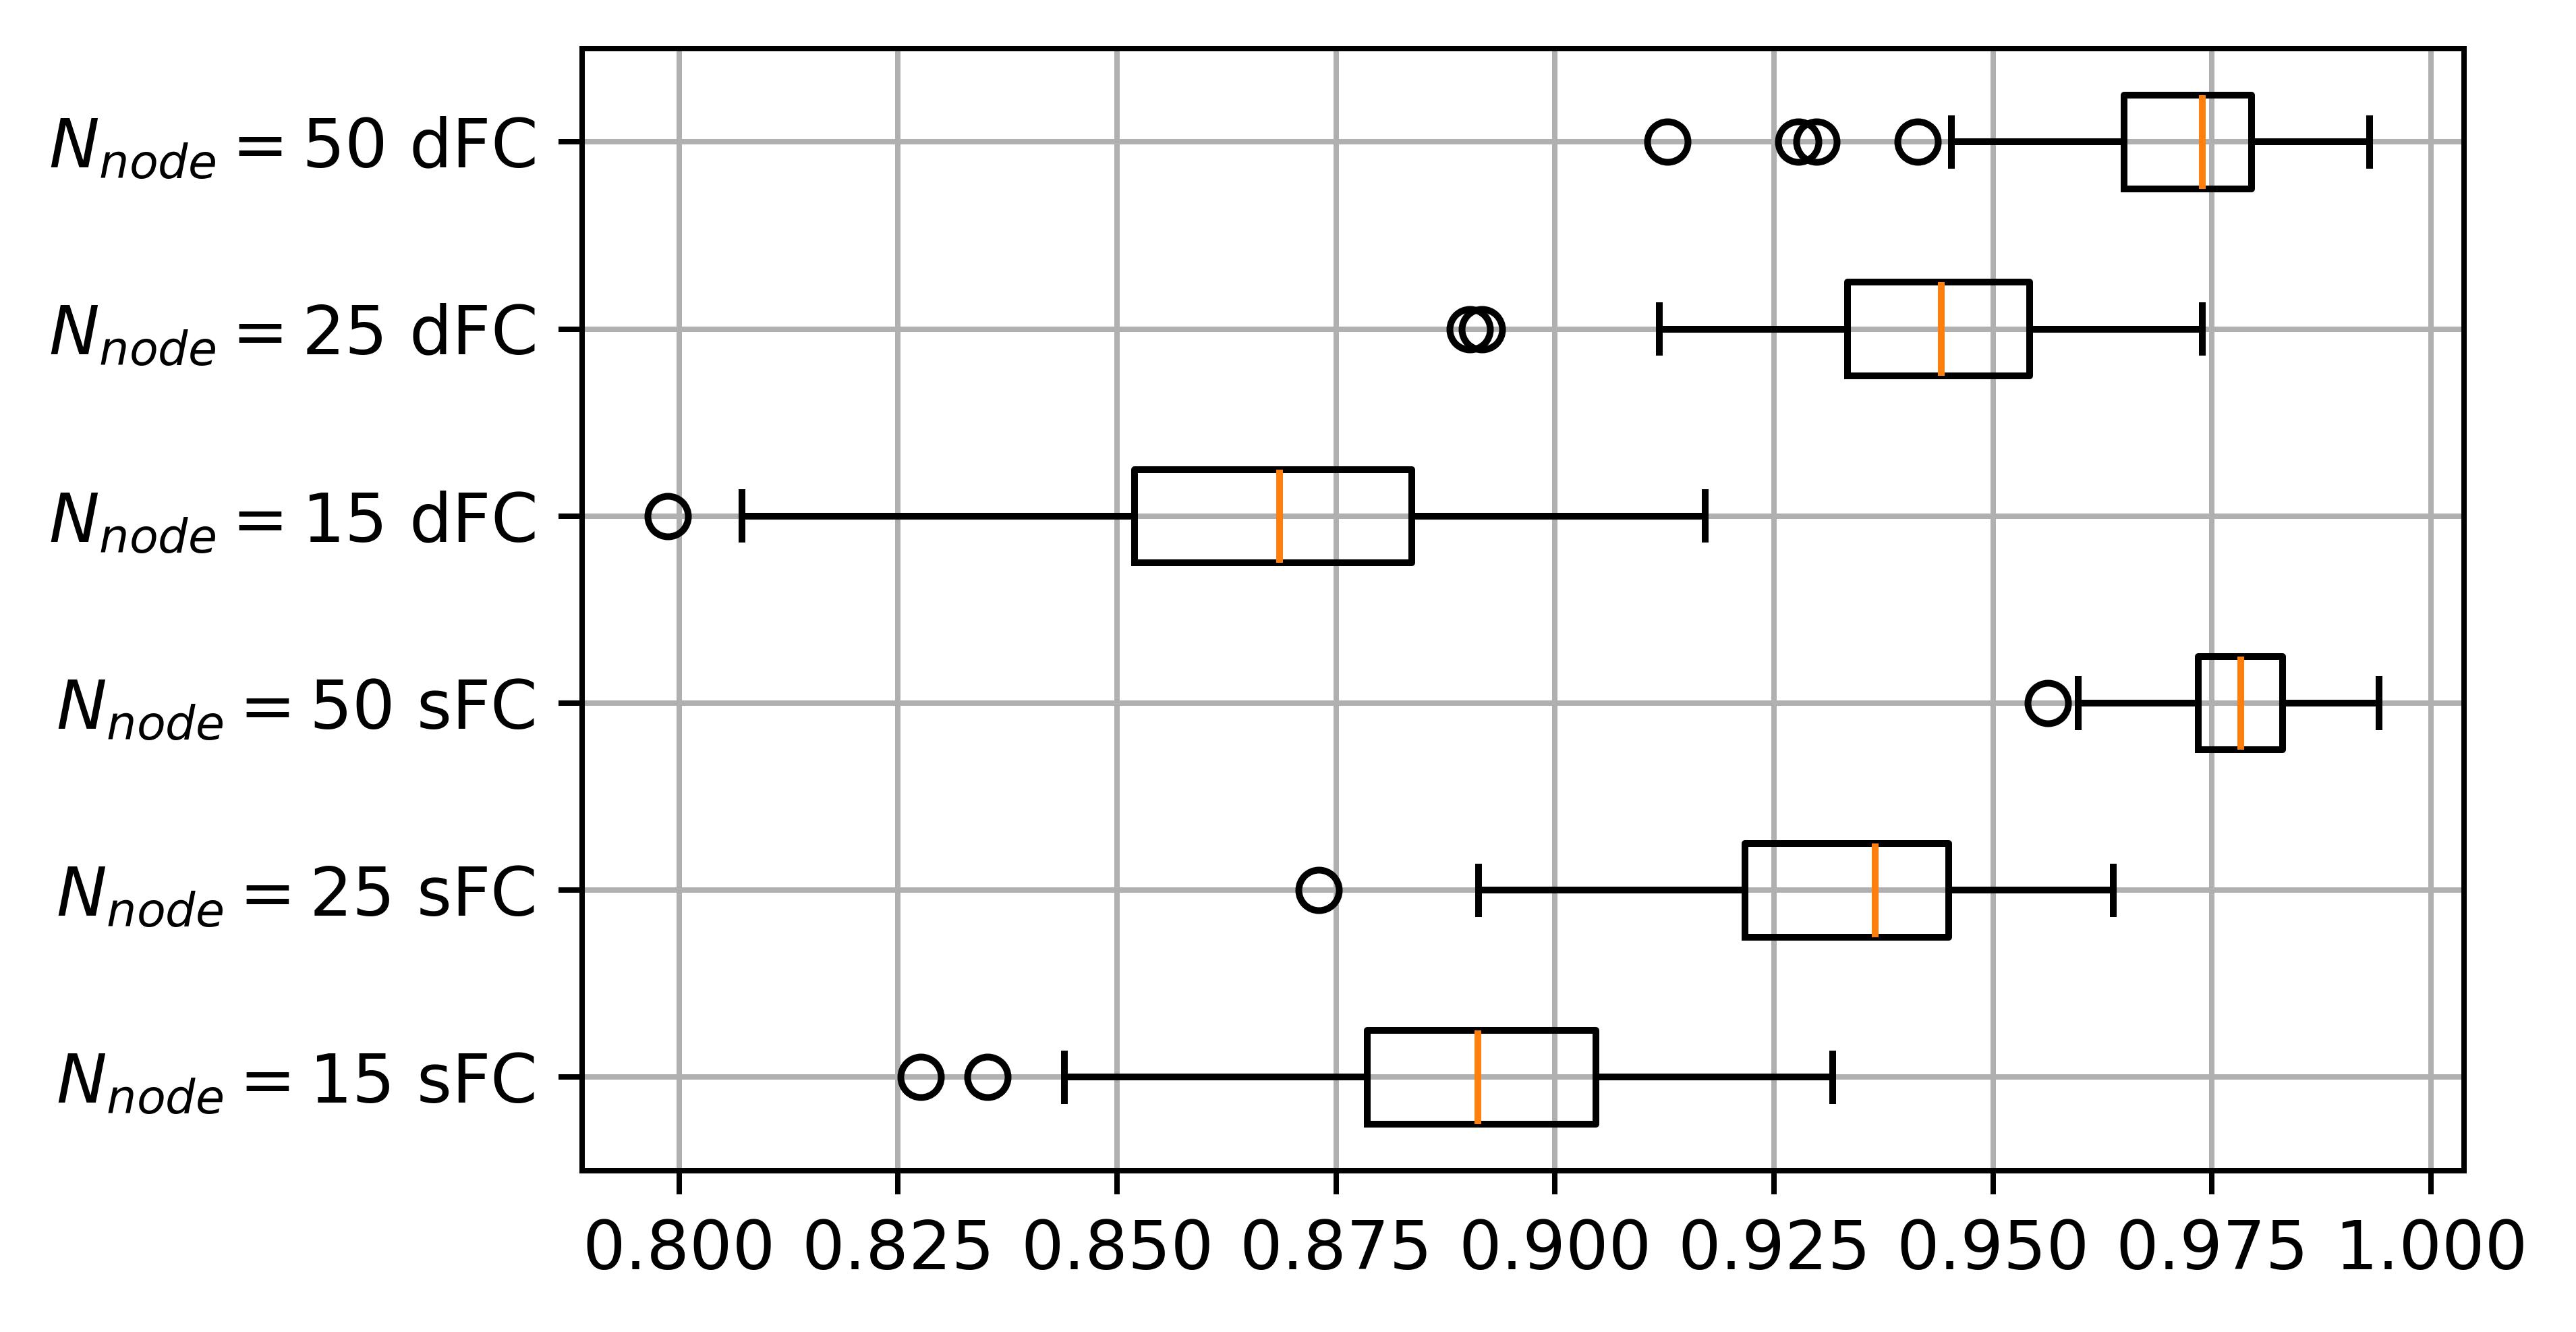 N_node = 50 dFC
N_node = 25 dFC
N_node = 15 dFC
N_node = 50 sFC
N_node = 25 sFC
N_node = 15 sFC
0.800 0.825 0.850 0.875 0.900 0.925 0.950 0.975 1.000